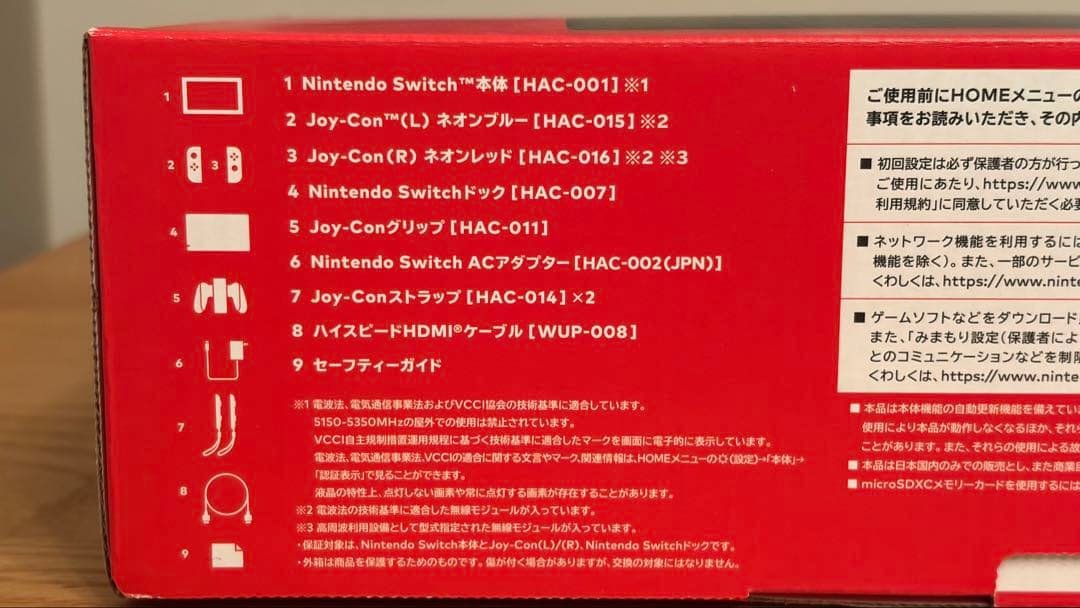 1 Nintendo Switch™本体［HAC-001］※1
2 Joy-Con™(L) ネオンブルー［HAC-015］※2
3 Joy-Con(R) ネオンレッド［HAC-016］※2 ※3
4 Nintendo Switchドック［HAC-007］
5 Joy-Conグリップ［HAC-011］
6 Nintendo Switch ACアダプター［HAC-002(JPN)］
7 Joy-Conストラップ［HAC-014］×2
8 ハイスピードHDMI®ケーブル［WUP-008］
9 セーフティーガイド
1
2
3
4
5
6
7
8
9
※1 電波法、電気通信事業法およびVCCI協会の技術基準に適合しています。
5150-5350MHzの屋外での使用は禁止されています。
VCCI自主規制措置運用規程に基づく技術基準に適合したマークを画面に電子的に表示しています。
電波法、電気通信事業法、VCCIの適合に関する文言やマーク、関連情報は、HOMEメニューの(設定)→「本体」→
「認証表示」で見ることができます。
液晶の特性上、点灯しない画素や常に点灯する画素が存在することがあります。
※2 電波法の技術基準に適合した無線モジュールが入っています。
※3 高周波利用設備として型式指定された無線モジュールが入っています。
・保証対象は、Nintendo Switch本体とJoy-Con(L)/(R)、Nintendo Switchドックです。
・外箱は商品を保護するためのものです。傷が付く場合がありますが、交換の対象にはなりません。
ご使用前にHOMEメニューの
事項をお読みいただき、その内
■ 初回設定は必ず保護者の方が行っ
ご使用にあたり、https://www
利用規約」に同意していただく必要
■ ネットワーク機能を利用するには
機能を除く）。また、一部のサービ
くわしくは、https://www.ninte
■ ゲームソフトなどをダウンロード
また、「みまもり設定（保護者によ
とのコミュニケーションなどを制限
くわしくは、https://www.ninte
■ 本品は本体機能の自動更新機能を備えてい
使用により本品が動作しなくなるほか、それら
ことがあります。また、それらの使用による故
■ 本品は日本国内のみでの販売とし、また商業目
■ microSDXCメモリーカードを使用するには